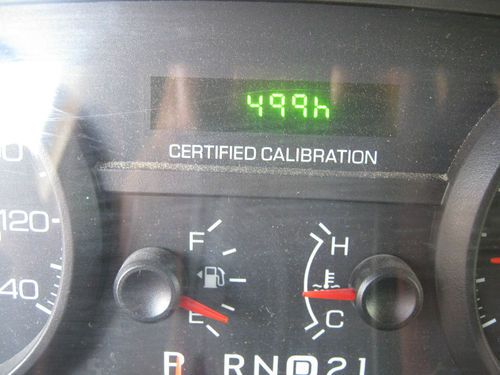 499h
CERTIFIED CALIBRATION
120
40
F
E
H
C
P R N D 2 1